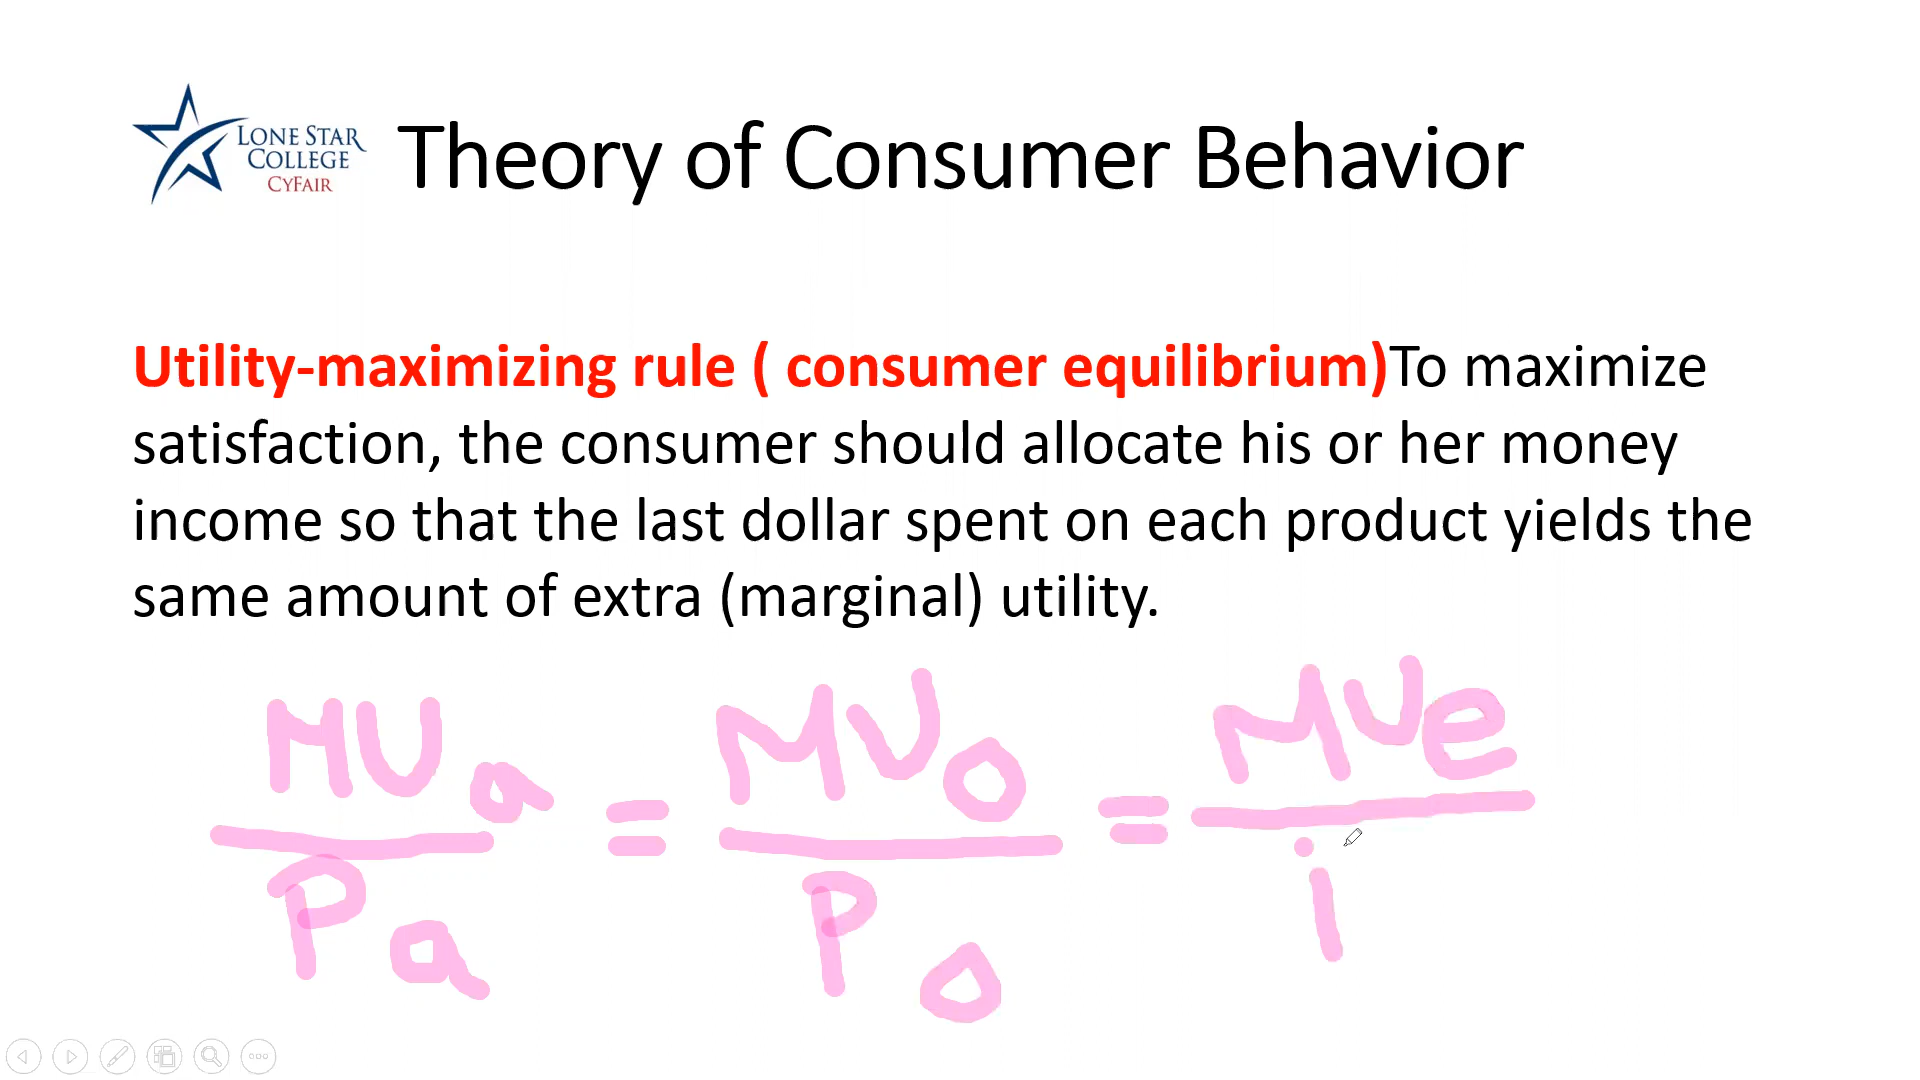 LONE STAR
COLLEGE
CYFAIR
Theory of Consumer Behavior
Utility-maximizing rule ( consumer equilibrium)To maximize
satisfaction, the consumer should allocate his or her money
income so that the last dollar spent on each product yields the
same amount of extra (marginal) utility.
MUa = MUo = MUe
Pa Po i